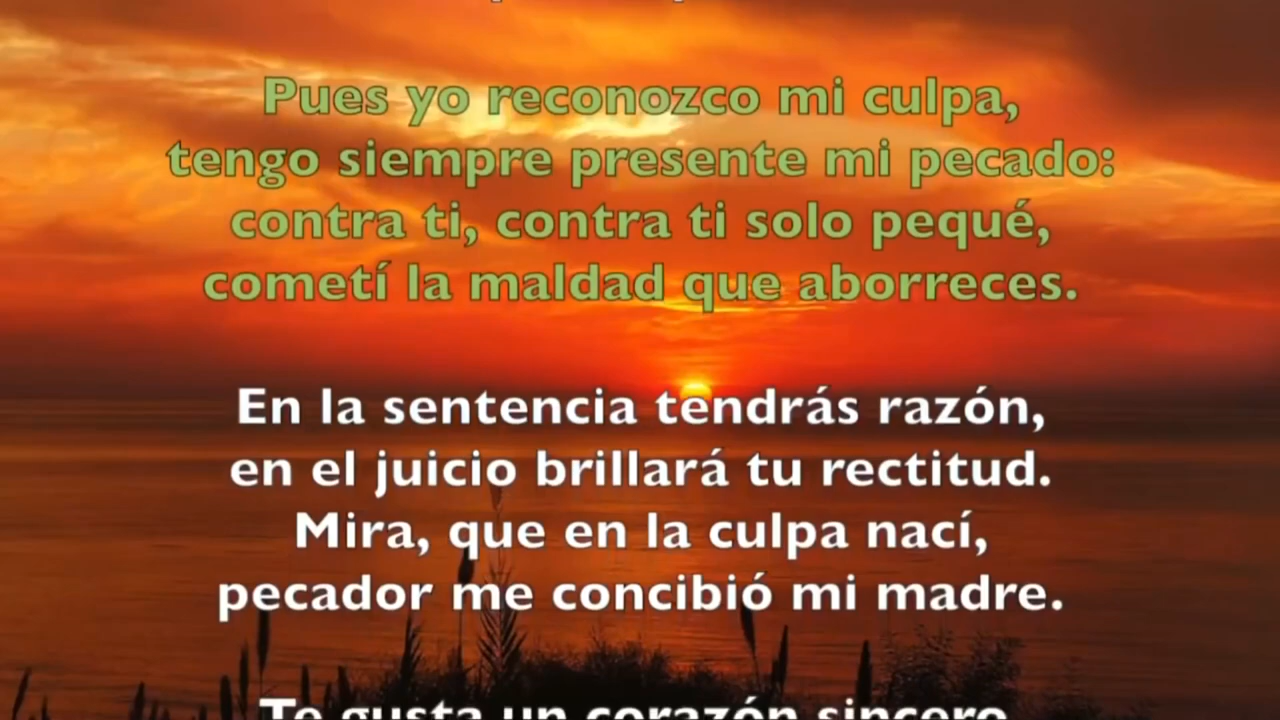 Pues yo reconozco mi culpa,
tengo siempre presente mi pecado:
contra ti, contra ti solo pequé,
cometí la maldad que aborreces.
En la sentencia tendrás razón,
en el juicio brillará tu rectitud.
Mira, que en la culpa nací,
pecador me concibió mi madre.
Te gusta un corazón sincero